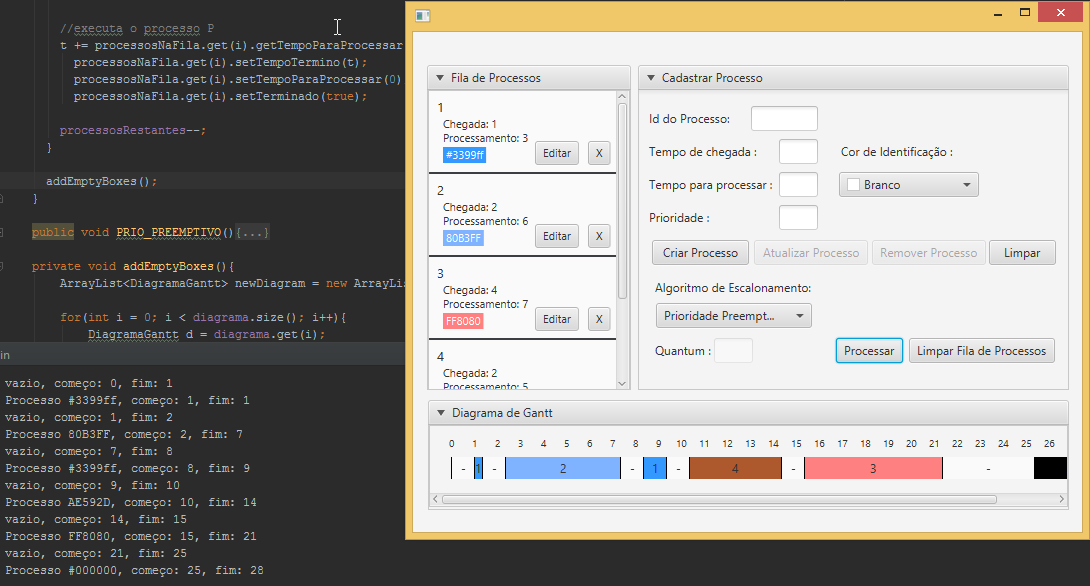 //executa o processo P
t += processosNaFila.get(i).getTempoParaProcessar
processosNaFila.get(i).setTempoTermino(t);
processosNaFila.get(i).setTempoParaProcessar(0)
processosNaFila.get(i).setTerminado(true);
processosRestantes--;
}
addEmptyBoxes();
}
public void PRIO_PREEMPTIVO(){...}
private void addEmptyBoxes(){
ArrayList<DiagramaGantt> newDiagram = new ArrayLis
for(int i = 0; i < diagrama.size(); i++){
DiagramaGantt d = diagrama.get(i);
in
vazio, começo: 0, fim: 1
Processo #3399ff, começo: 1, fim: 1
vazio, começo: 1, fim: 2
Processo 80B3FF, começo: 2, fim: 7
vazio, começo: 7, fim: 8
Processo #3399ff, começo: 8, fim: 9
vazio, começo: 9, fim: 10
Processo AE592D, começo: 10, fim: 14
vazio, começo: 14, fim: 15
Processo FF8080, começo: 15, fim: 21
vazio, começo: 21, fim: 25
Processo #000000, começo: 25, fim: 28
Fila de Processos
1
Chegada: 1
Processamento: 3
#3399ff Editar X
2
Chegada: 2
Processamento: 6
80B3FF Editar X
3
Chegada: 4
Processamento: 7
FF8080 Editar X
4
Chegada: 2
Processamento: 5
Cadastrar Processo
Id do Processo:
Tempo de chegada : Cor de Identificação :
Tempo para processar : Branco
Prioridade :
Criar Processo Atualizar Processo Remover Processo Limpar
Algoritmo de Escalonamento:
Prioridade Preempt...
Quantum : Processar Limpar Fila de Processos
Diagrama de Gantt
0 1 2 3 4 5 6 7 8 9 10 11 12 13 14 15 16 17 18 19 20 21 22 23 24 25 26
- 1 - 2 - 1 - 4 - 3 -